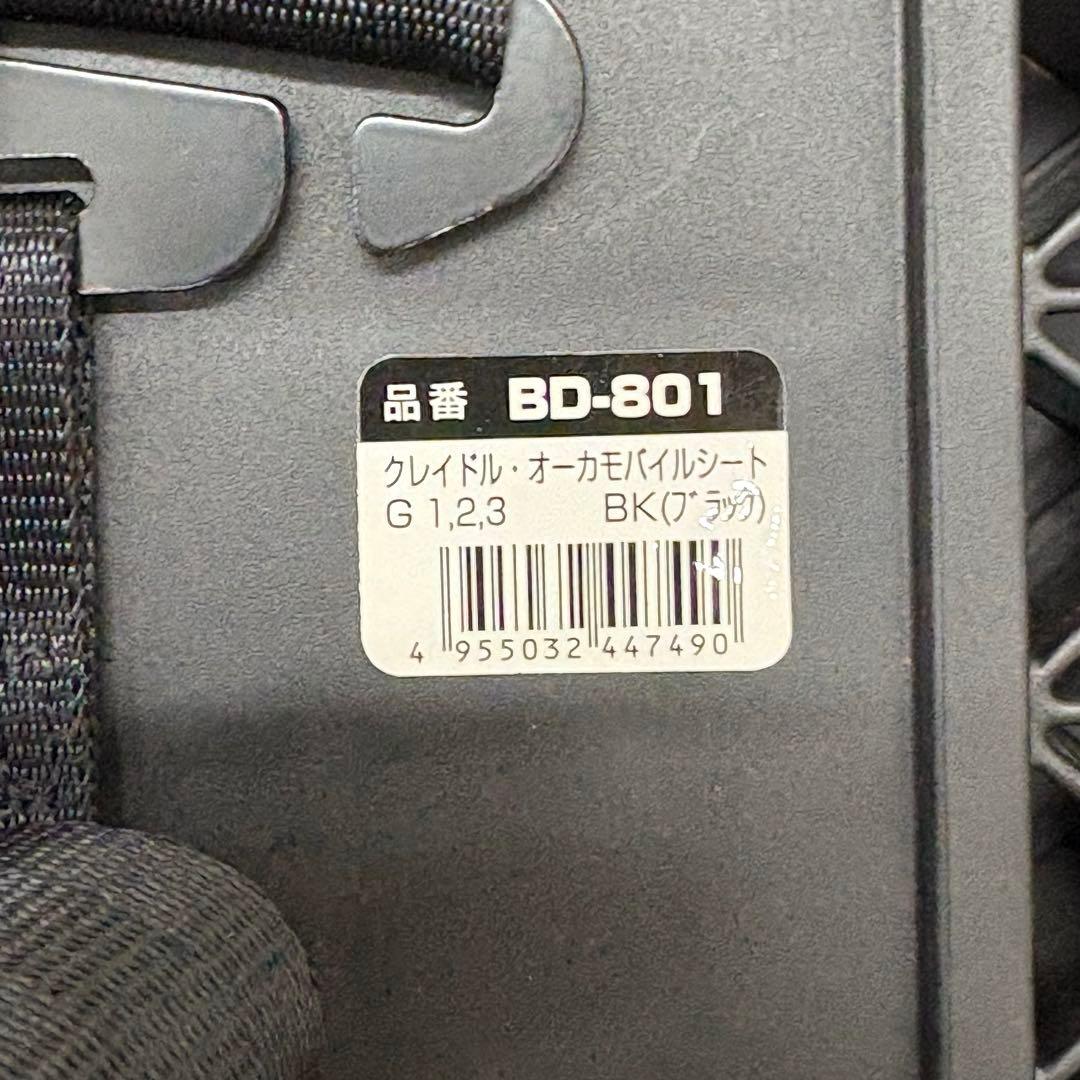 品番 BD-801
クレイドル・オーカモバイルシート
G 1,2,3 BK(ブラック)
4 955032 447490